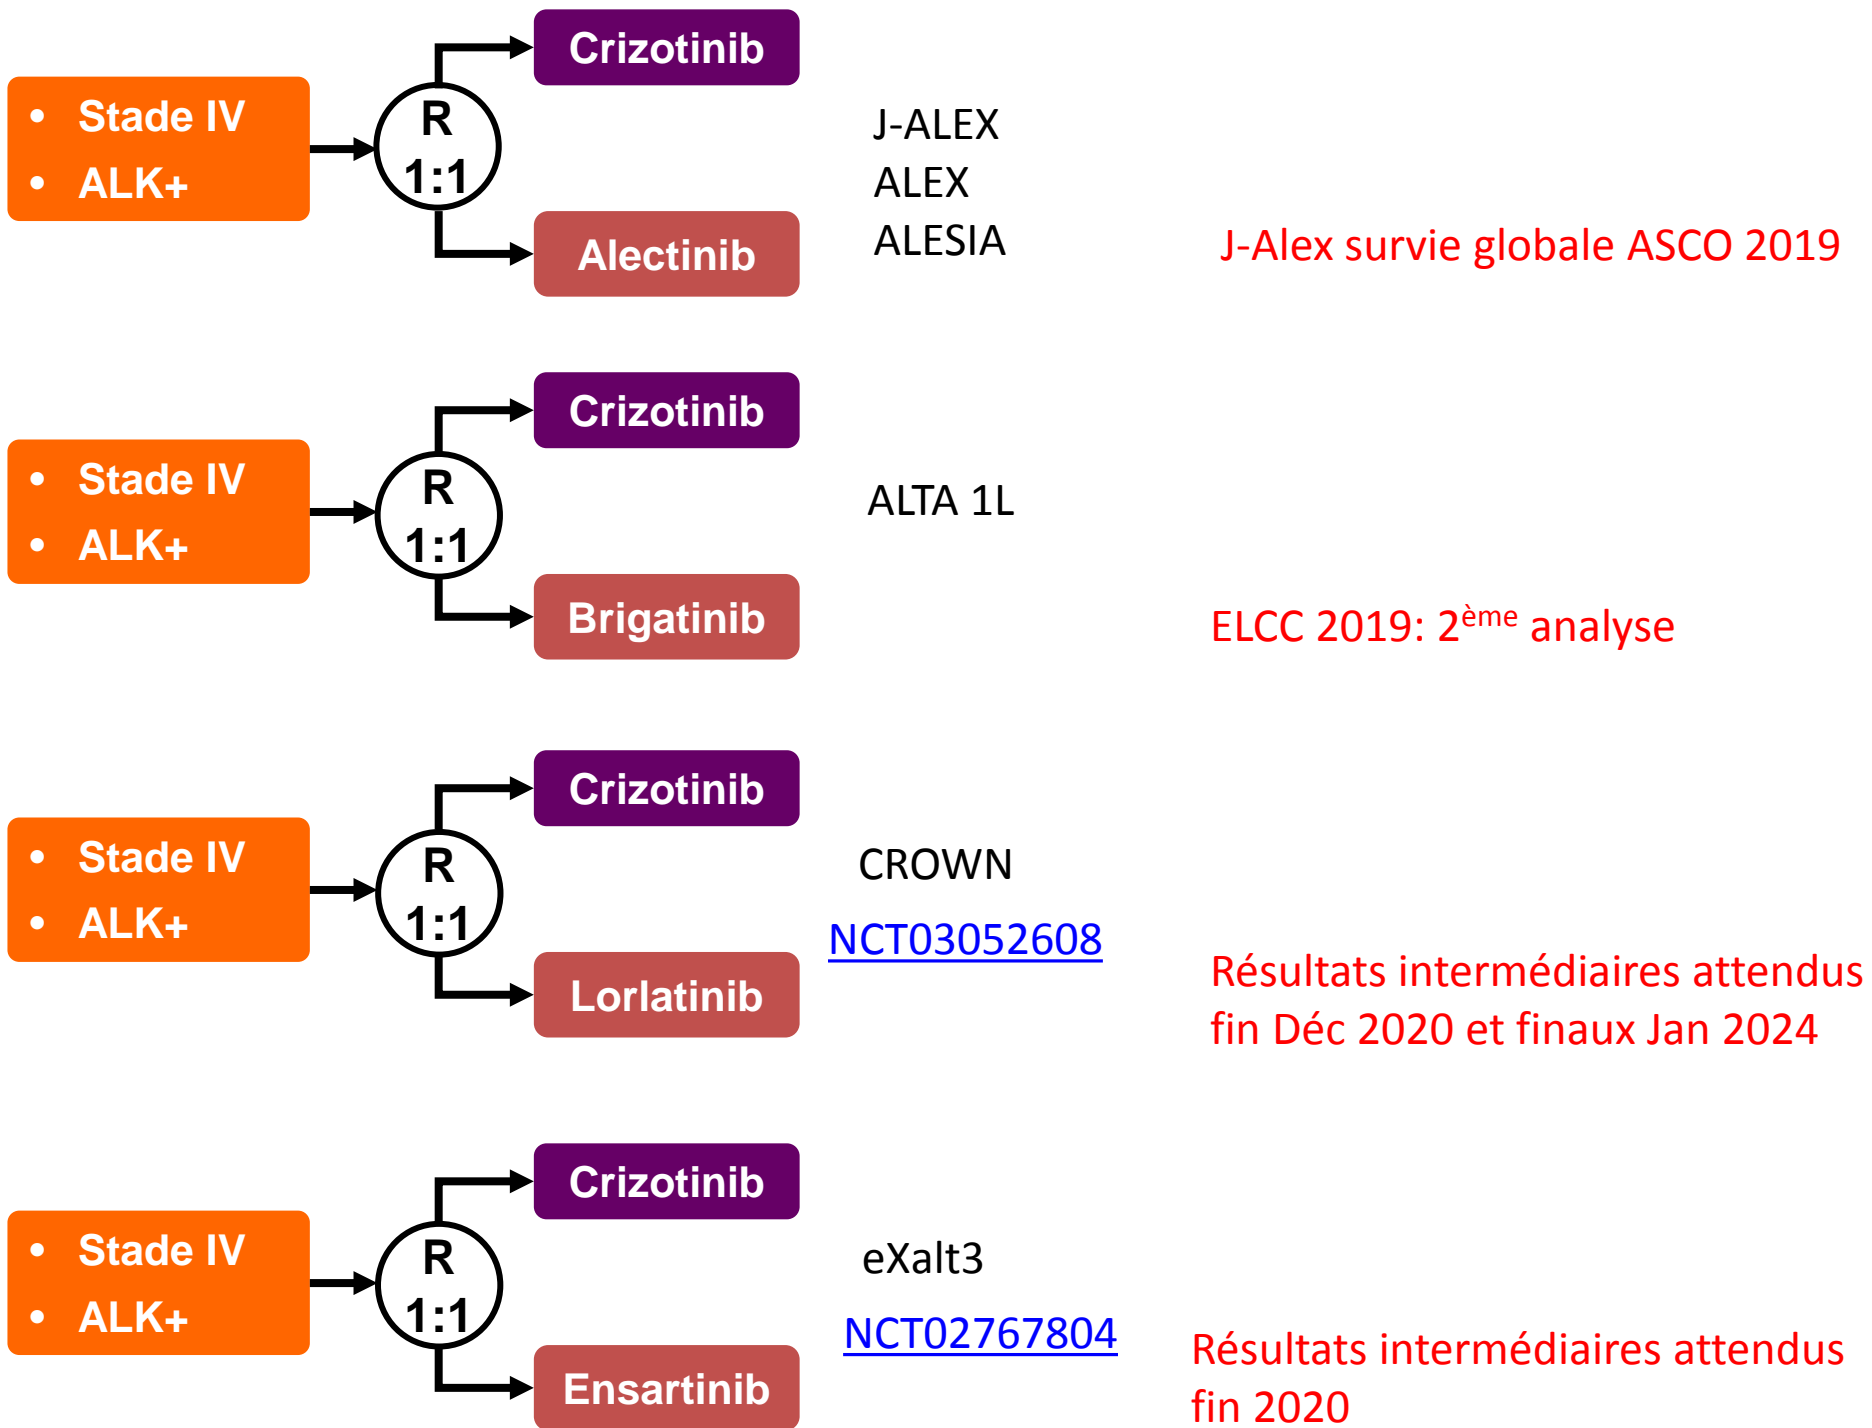 Crizotinib
• Stade IV
• ALK+
R
1:1
Alectinib
J-ALEX
ALEX
ALESIA
J-Alex survie globale ASCO 2019
Crizotinib
• Stade IV
• ALK+
R
1:1
Brigatinib
ALTA 1L
ELCC 2019: 2ème analyse
Crizotinib
• Stade IV
• ALK+
R
1:1
Lorlatinib
CROWN
NCT03052608
Résultats intermédiaires attendus
fin Déc 2020 et finaux Jan 2024
Crizotinib
• Stade IV
• ALK+
R
1:1
Ensartinib
eXalt3
NCT02767804
Résultats intermédiaires attendus
fin 2020